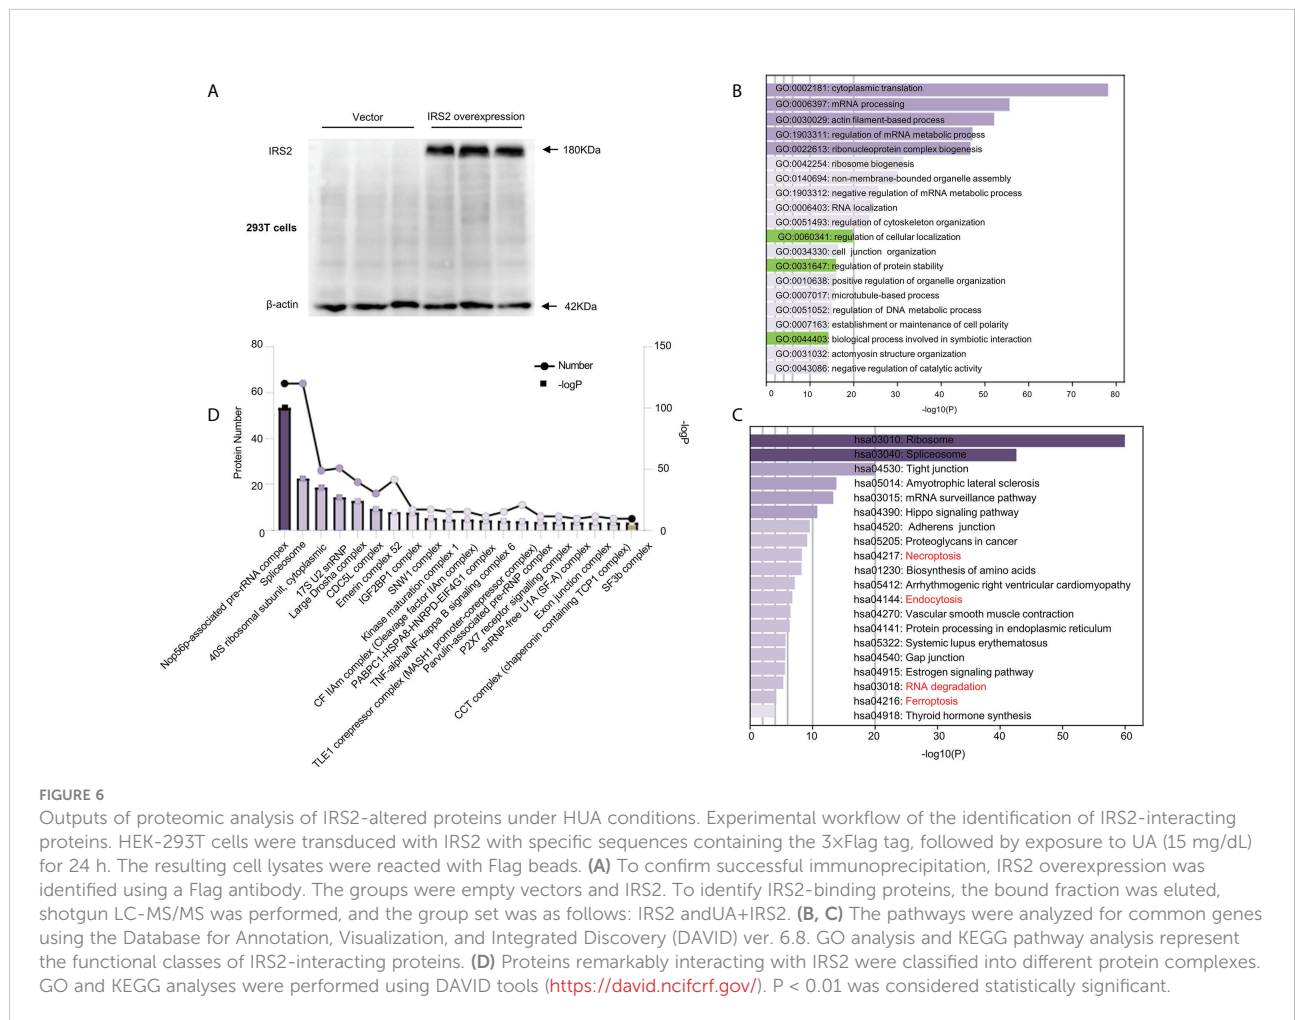 A
Vector
IRS2 overexpression
IRS2
180KDa
293T cells
β-actin
42KDa
B
GO:0002181: cytoplasmic translation
GO:0006397: mRNA processing
GO:0030029: actin filament-based process
GO:1903311: regulation of mRNA metabolic process
GO:0022613: ribonucleoprotein complex biogenesis
GO:0042254: ribosome biogenesis
GO:0140694: non-membrane-bounded organelle assembly
GO:1903312: negative regulation of mRNA metabolic process
GO:0006403: RNA localization
GO:0051493: regulation of cytoskeleton organization
GO:0060341: regulation of cellular localization
GO:0034330: cell junction organization
GO:0031647: regulation of protein stability
GO:0010638: positive regulation of organelle organization
GO:0007017: microtubule-based process
GO:0051052: regulation of DNA metabolic process
GO:0007163: establishment or maintenance of cell polarity
GO:0044403: biological process involved in symbiotic interaction
GO:0031032: actomyosin structure organization
GO:0043086: negative regulation of catalytic activity
0 10 20 30 40 50 60 70 80
-log10(P)
D
80
60
40
20
0
Protein Number
Number
-logP
150
100
50
0
-logP
Nop56p-associated pre-rRNA compex
Spliceosome
40S ribosomal subunit, cytoplasmic
17S U2 snRNP
Large Drosha complex
CDC5L complex
Emerin complex 52
IGF2BP1 complex
SNW1 complex
Kinase maturation complex 1
CF IIAm complex (Cleavage factor IIAm complex)
PABPC1-HSPA8-HNRPD-EIF4G1 complex
TNF-alpha/NF-kappa B signaling complex 6
TLE1 corepressor complex (MASH1 promoter-corepressor complex)
Parvulin-associated pre-rRNP complex
P2X7 receptor signalling complex
snRNP-free U1A (SF-A) complex
Exon junction complex
CCT complex (chaperonin containing TCP1 complex)
SF3b complex
C
hsa03010: Ribosome
hsa03040: Spliceosome
hsa04530: Tight junction
hsa05014: Amyotrophic lateral sclerosis
hsa03015: mRNA surveillance pathway
hsa04390: Hippo signaling pathway
hsa04520: Adherens junction
hsa05205: Proteoglycans in cancer
hsa04217: Necroptosis
hsa01230: Biosynthesis of amino acids
hsa05412: Arrhythmogenic right ventricular cardiomyopathy
hsa04144: Endocytosis
hsa04270: Vascular smooth muscle contraction
hsa04141: Protein processing in endoplasmic reticulum
hsa05322: Systemic lupus erythematosus
hsa04540: Gap junction
hsa04915: Estrogen signaling pathway
hsa03018: RNA degradation
hsa04216: Ferroptosis
hsa04918: Thyroid hormone synthesis
0 10 20 30 40 50 60
-log10(P)
FIGURE 6
Outputs of proteomic analysis of IRS2-altered proteins under HUA conditions. Experimental workflow of the identification of IRS2-interacting
proteins. HEK-293T cells were transduced with IRS2 with specific sequences containing the 3×Flag tag, followed by exposure to UA (15 mg/dL)
for 24 h. The resulting cell lysates were reacted with Flag beads. (A) To confirm successful immunoprecipitation, IRS2 overexpression was
identified using a Flag antibody. The groups were empty vectors and IRS2. To identify IRS2-binding proteins, the bound fraction was eluted,
shotgun LC-MS/MS was performed, and the group set was as follows: IRS2 andUA+IRS2. (B, C) The pathways were analyzed for common genes
using the Database for Annotation, Visualization, and Integrated Discovery (DAVID) ver. 6.8. GO analysis and KEGG pathway analysis represent
the functional classes of IRS2-interacting proteins. (D) Proteins remarkably interacting with IRS2 were classified into different protein complexes.
GO and KEGG analyses were performed using DAVID tools (https://david.ncifcrf.gov/). P < 0.01 was considered statistically significant.